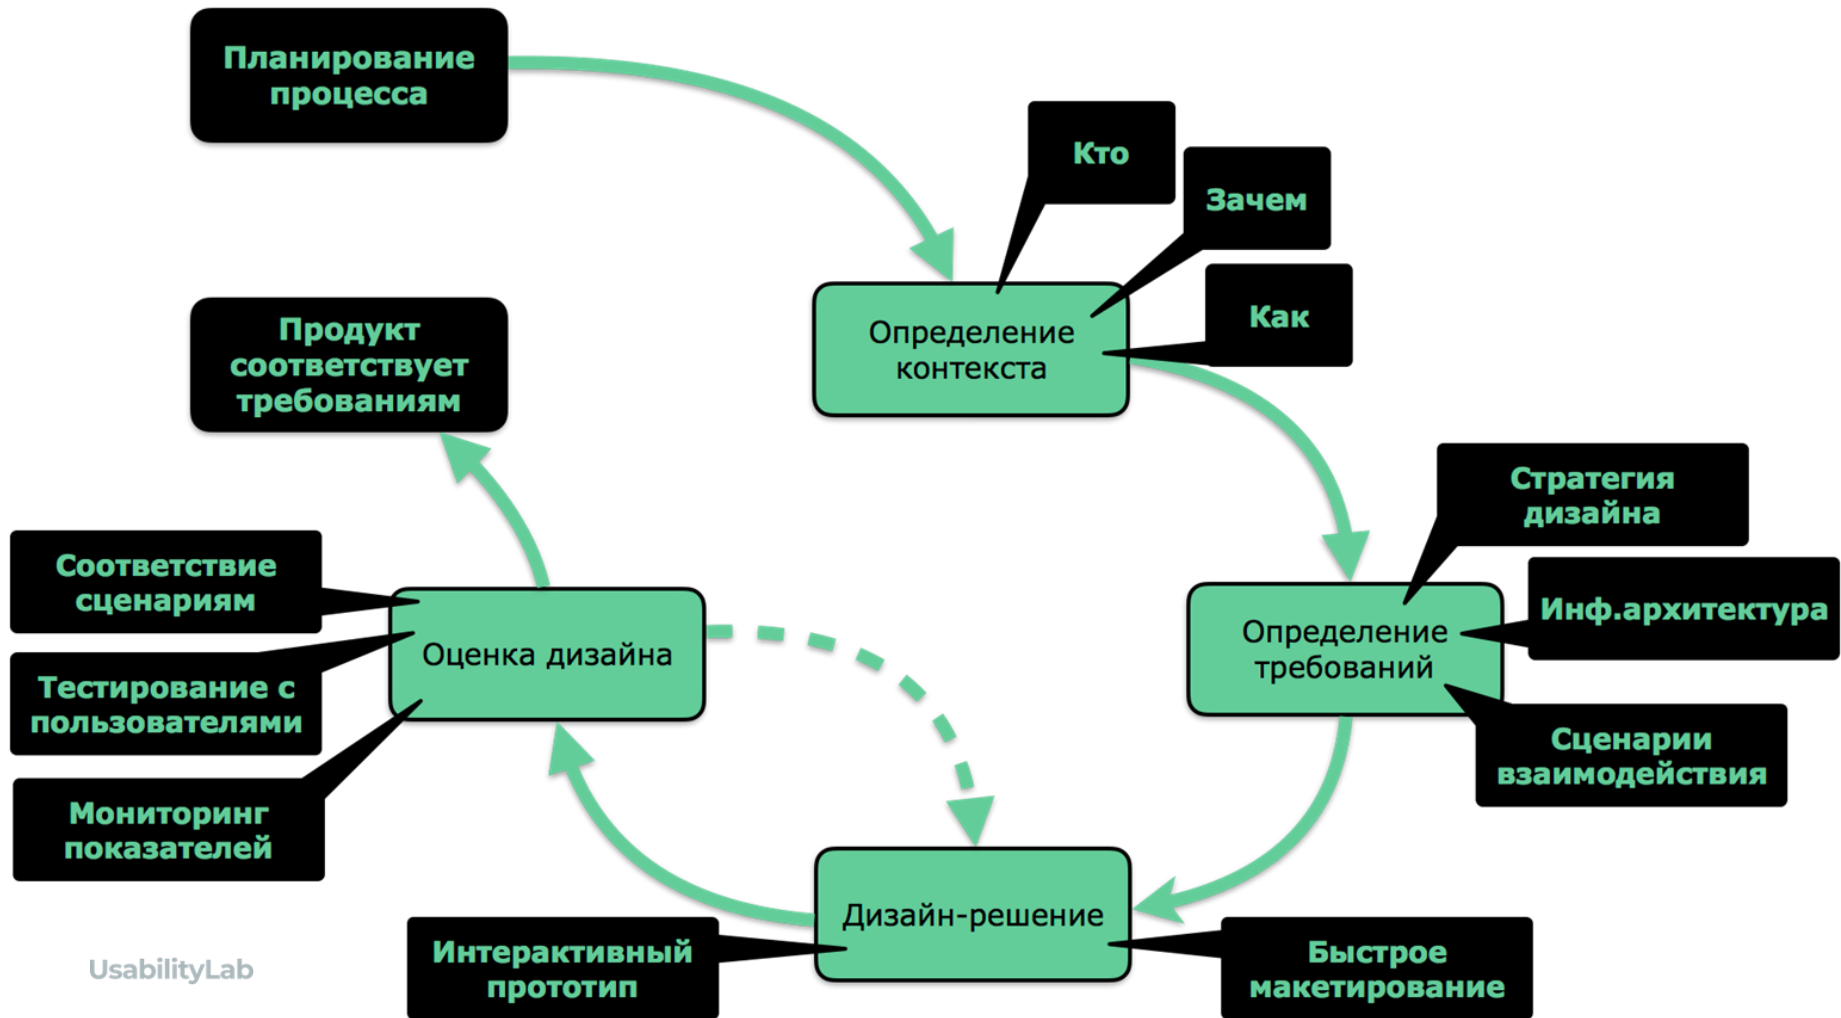 Планирование
процесса
Кто
Зачем
Как
Определение
контекста
Продукт
соответствует
требованиям
Стратегия
дизайна
Инф.архитектура
Определение
требований
Сценарии
взаимодействия
Соответствие
сценариям
Оценка дизайна
Тестирование с
пользователями
Мониторинг
показателей
Дизайн-решение
Интерактивный
прототип
Быстрое
макетирование
UsabilityLab